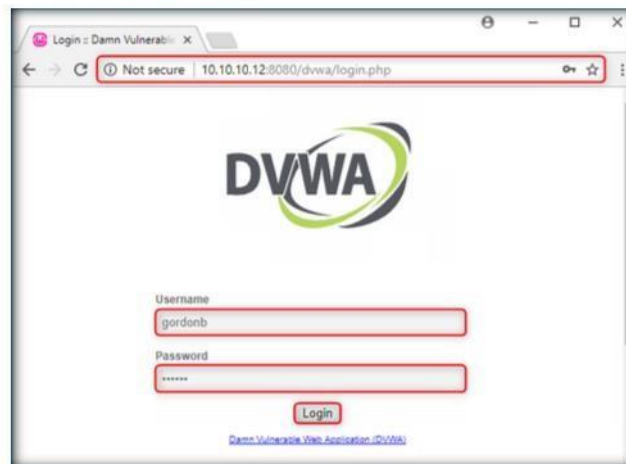 Login :: Damn Vulnerabl
Not secure | 10.10.10.12:8080/dvwa/login.php
DVWA
Username
gordonb
Password
••••••
Login
Damn Vulnerable Web Application (DVWA)